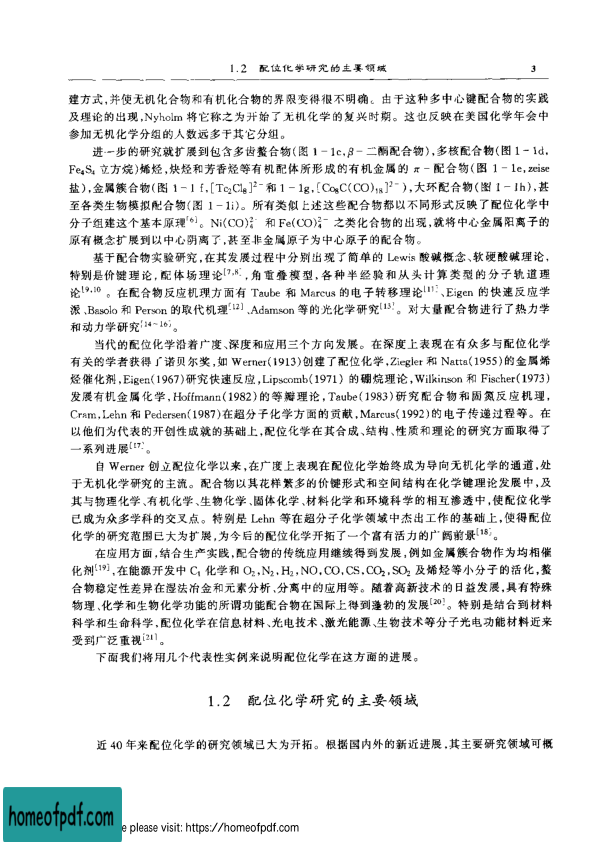 1.2 配位化学研究的主要领域 3
建方式,并使无机化合物和有机化合物的界限变得很不明确。由于这种多中心键配合物的实践
及理论的出现,Nyholm 将它称之为开始了无机化学的复兴时期。这也反映在美国化学年会中
参加无机化学分组的人数远多于其它分组。
进一步的研究就扩展到包含多齿螯合物(图 1-1c,β-二酮配合物),多核配合物(图 1-1d,
Fe₄S₄ 立方烷)烯烃,炔烃和芳香烃等有机配体所形成的有机金属的 π-配合物(图 1-1e,zeise
盐),金属簇合物(图 1-1f,[Tc₂Cl₈]²⁻和 1-1g,[Co₈C(CO)₁₈]²⁻),大环配合物(图 1-1h),甚
至各类生物模拟配合物(图 1-1i)。所有类似上述这些配合物都以不同形式反映了配位化学中
分子组建这个基本原理[6]。Ni(CO)₄²⁻ 和 Fe(CO)₄²⁻ 之类化合物的出现,就将中心金属阳离子的
原有概念扩展到以中心阴离子,甚至非金属原子为中心原子的配合物。
基于配合物实验研究,在其发展过程中分别出现了简单的 Lewis 酸碱概念、软硬酸碱理论,
特别是价键理论,配体场理论[7,8],角重叠模型,各种半经验和从头计算类型的分子轨道理
论[9,10]。在配合物反应机理方面有 Taube 和 Marcus 的电子转移理论[11]、Eigen 的快速反应学
派、Basolo 和 Person 的取代机理[12]、Adamson 等的光化学研究[13]。对大量配合物进行了热力学
和动力学研究[14~16]。
当代的配位化学沿着广度、深度和应用三个方向发展。在深度上表现在有众多与配位化学
有关的学者获得了诺贝尔奖,如 Werner(1913)创建了配位化学,Ziegler 和 Natta(1955)的金属烯
烃催化剂,Eigen(1967)研究快速反应,Lipscomb(1971) 的硼烷理论,Wilkinson 和 Fischer(1973)
发展有机金属化学,Hoffmann(1982)的等瓣理论,Taube(1983)研究配合物和固氮反应机理,
Cram,Lehn 和 Pedersen(1987)在超分子化学方面的贡献,Marcus(1992)的电子传递过程等。在
以他们为代表的开创性成就的基础上,配位化学在其合成、结构、性质和理论的研究方面取得了
一系列进展[17]。
自 Werner 创立配位化学以来,在广度上表现在配位化学始终成为导向无机化学的通道,处
于无机化学研究的主流。配合物以其花样繁多的价键形式和空间结构在化学键理论发展中,及
其与物理化学、有机化学、生物化学、固体化学、材料化学和环境科学的相互渗透中,使配位化学
已成为众多学科的交叉点。特别是 Lehn 等在超分子化学领域中杰出工作的基础上,使得配位
化学的研究范围已大为扩展,为今后的配位化学开拓了一个富有活力的广阔前景[18]。
在应用方面,结合生产实践,配合物的传统应用继续得到发展,例如金属簇合物作为均相催
化剂[19],在能源开发中 C₁ 化学和 O₂,N₂,H₂,NO,CO,CS,CO₂,SO₂ 及烯烃等小分子的活化,螯
合物稳定性差异在湿法冶金和元素分析、分离中的应用等。随着高新技术的日益发展,具有特殊
物理、化学和生物化学功能的所谓功能配合物在国际上得到蓬勃的发展[20]。特别是结合到材料
科学和生命科学,配位化学在信息材料、光电技术、激光能源、生物技术等分子光电功能材料近来
受到广泛重视[21]。
下面我们将用几个代表性实例来说明配位化学在这方面的进展。
1.2 配位化学研究的主要领域
近 40 年来配位化学的研究领域已大为开拓。根据国内外的新近进展,其主要研究领域可概
homeofpdf.com
e please visit: https://homeofpdf.com